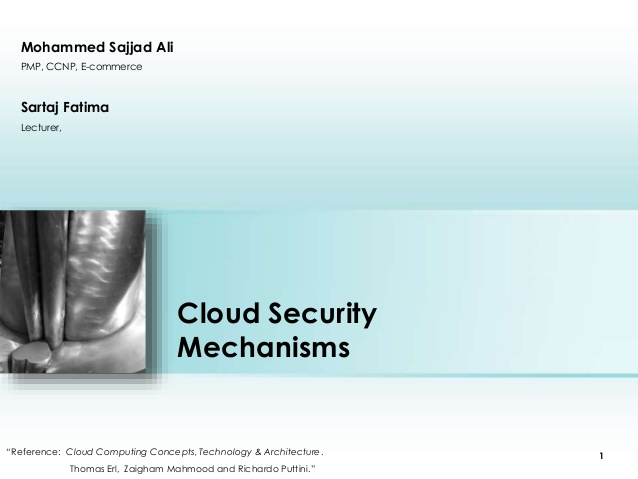 Mohammed Sajjad Ali
PMP, CCNP, E-commerce
Sartaj Fatima
Lecturer,
Cloud Security
Mechanisms
“Reference: Cloud Computing Concepts, Technology & Architecture.
Thomas Erl, Zaigham Mahmood and Richardo Puttini.”
1